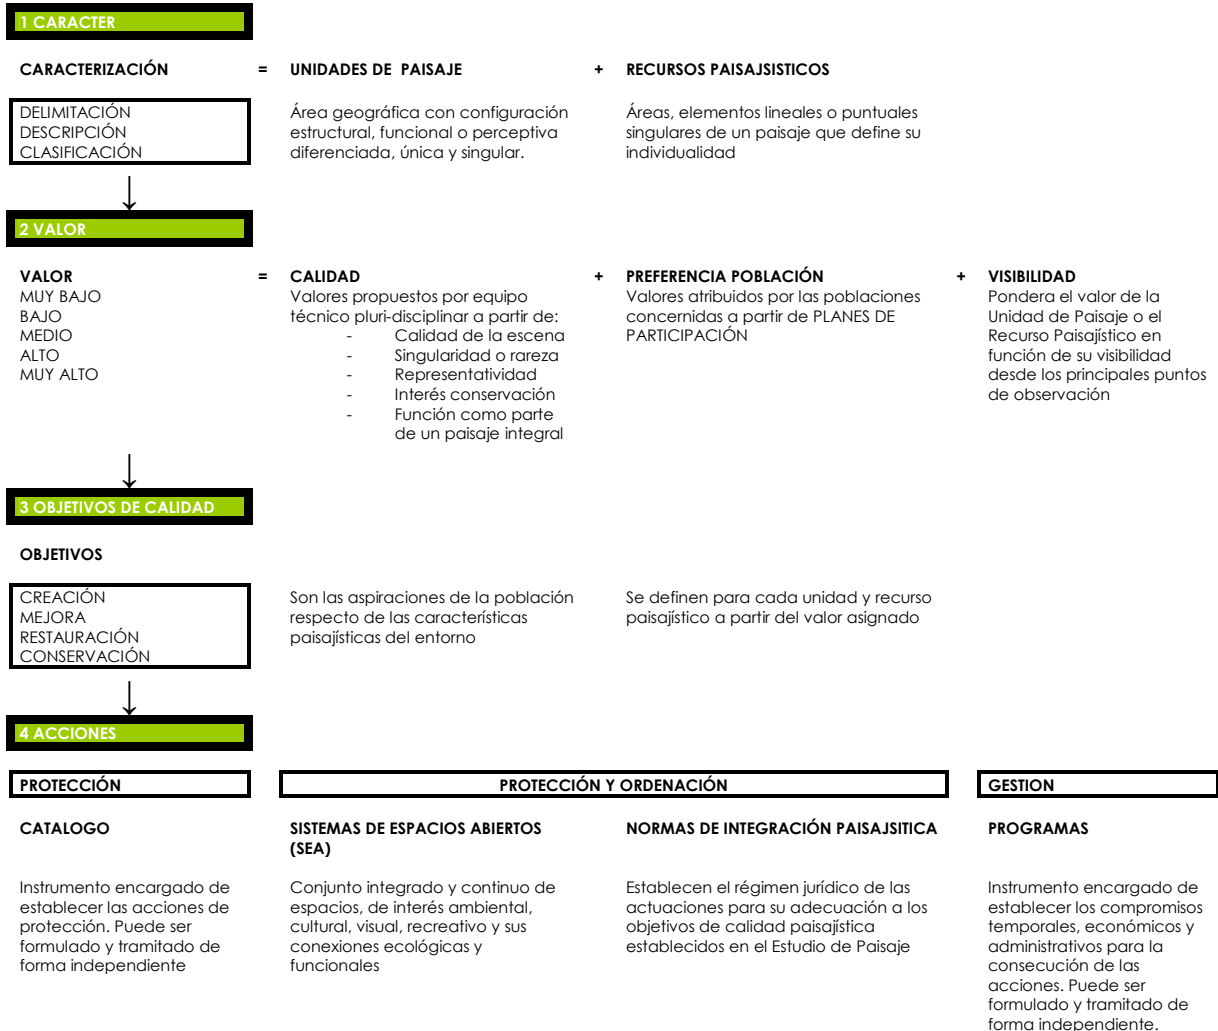 1 CARACTER
CARACTERIZACIÓN
=
UNIDADES DE PAISAJE
+
RECURSOS PAISAJSISTICOS
DELIMITACIÓN
DESCRIPCIÓN
CLASIFICACIÓN
Área geográfica con configuración
estructural, funcional o perceptiva
diferenciada, única y singular.
Áreas, elementos lineales o puntuales
singulares de un paisaje que define su
individualidad
2 VALOR
VALOR
MUY BAJO
BAJO
MEDIO
ALTO
MUY ALTO
=
CALIDAD
Valores propuestos por equipo
técnico pluri-disciplinar a partir de:
- Calidad de la escena
- Singularidad o rareza
- Representatividad
- Interés conservación
- Función como parte
de un paisaje integral
+
PREFERENCIA POBLACIÓN
Valores atribuidos por las poblaciones
concernidas a partir de PLANES DE
PARTICIPACIÓN
+
VISIBILIDAD
Pondera el valor de la
Unidad de Paisaje o el
Recurso Paisajístico en
función de su visibilidad
desde los principales puntos
de observación
3 OBJETIVOS DE CALIDAD
OBJETIVOS
CREACIÓN
MEJORA
RESTAURACIÓN
CONSERVACIÓN
Son las aspiraciones de la población
respecto de las características
paisajísticas del entorno
Se definen para cada unidad y recurso
paisajístico a partir del valor asignado
4 ACCIONES
PROTECCIÓN
PROTECCIÓN Y ORDENACIÓN
GESTION
CATALOGO
Instrumento encargado de
establecer las acciones de
protección. Puede ser
formulado y tramitado de
forma independiente
SISTEMAS DE ESPACIOS ABIERTOS
(SEA)
Conjunto integrado y continuo de
espacios, de interés ambiental,
cultural, visual, recreativo y sus
conexiones ecológicas y
funcionales
NORMAS DE INTEGRACIÓN PAISAJSITICA
Establecen el régimen jurídico de las
actuaciones para su adecuación a los
objetivos de calidad paisajística
establecidos en el Estudio de Paisaje
PROGRAMAS
Instrumento encargado de
establecer los compromisos
temporales, económicos y
administrativos para la
consecución de las
acciones. Puede ser
formulado y tramitado de
forma independiente.